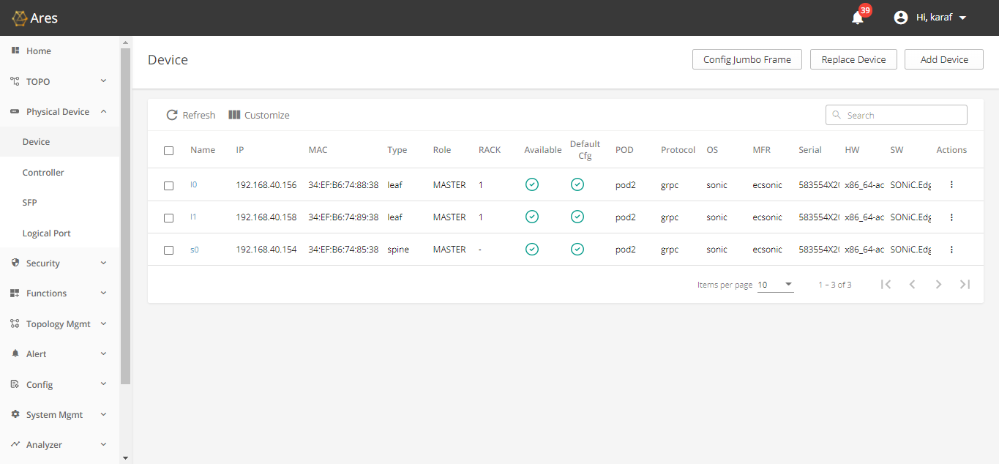 Ares
39
Hi, karaf
Home
TOPO
Physical Device
Device
Controller
SFP
Logical Port
Security
Functions
Topology Mgmt
Alert
Config
System Mgmt
Analyzer
Device
Config Jumbo Frame Replace Device Add Device
Refresh Customize Search
Name IP MAC Type Role RACK Available Default Cfg POD Protocol OS MFR Serial HW SW Actions
l0 192.168.40.156 34:EF:B6:74:88:38 leaf MASTER 1 pod2 grpc sonic ecsonic 583554X20 x86_64-ac SONiC.Edg
l1 192.168.40.158 34:EF:B6:74:89:38 leaf MASTER 1 pod2 grpc sonic ecsonic 583554X20 x86_64-ac SONiC.Edg
s0 192.168.40.154 34:EF:B6:74:85:38 spine MASTER - pod2 grpc sonic ecsonic 583554X20 x86_64-ac SONiC.Edg
Items per page 10 1 – 3 of 3